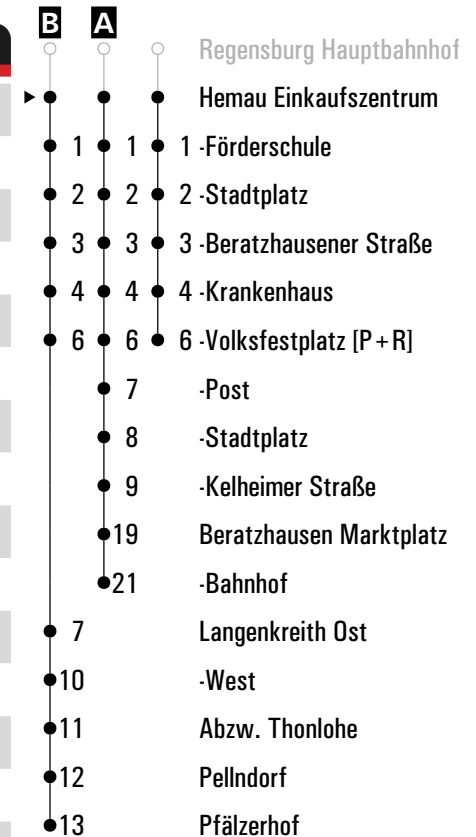 B A
Regensburg Hauptbahnhof
Hemau Einkaufszentrum
1 1 1 -Förderschule
2 2 2 -Stadtplatz
3 3 3 -Beratzhausener Straße
4 4 4 -Krankenhaus
6 6 6 -Volksfestplatz [P+R]
7 -Post
8 -Stadtplatz
9 -Kelheimer Straße
19 Beratzhausen Marktplatz
21 -Bahnhof
7 Langenkreith Ost
10 -West
11 Abzw. Thonlohe
12 Pellndorf
13 Pfälzerhof